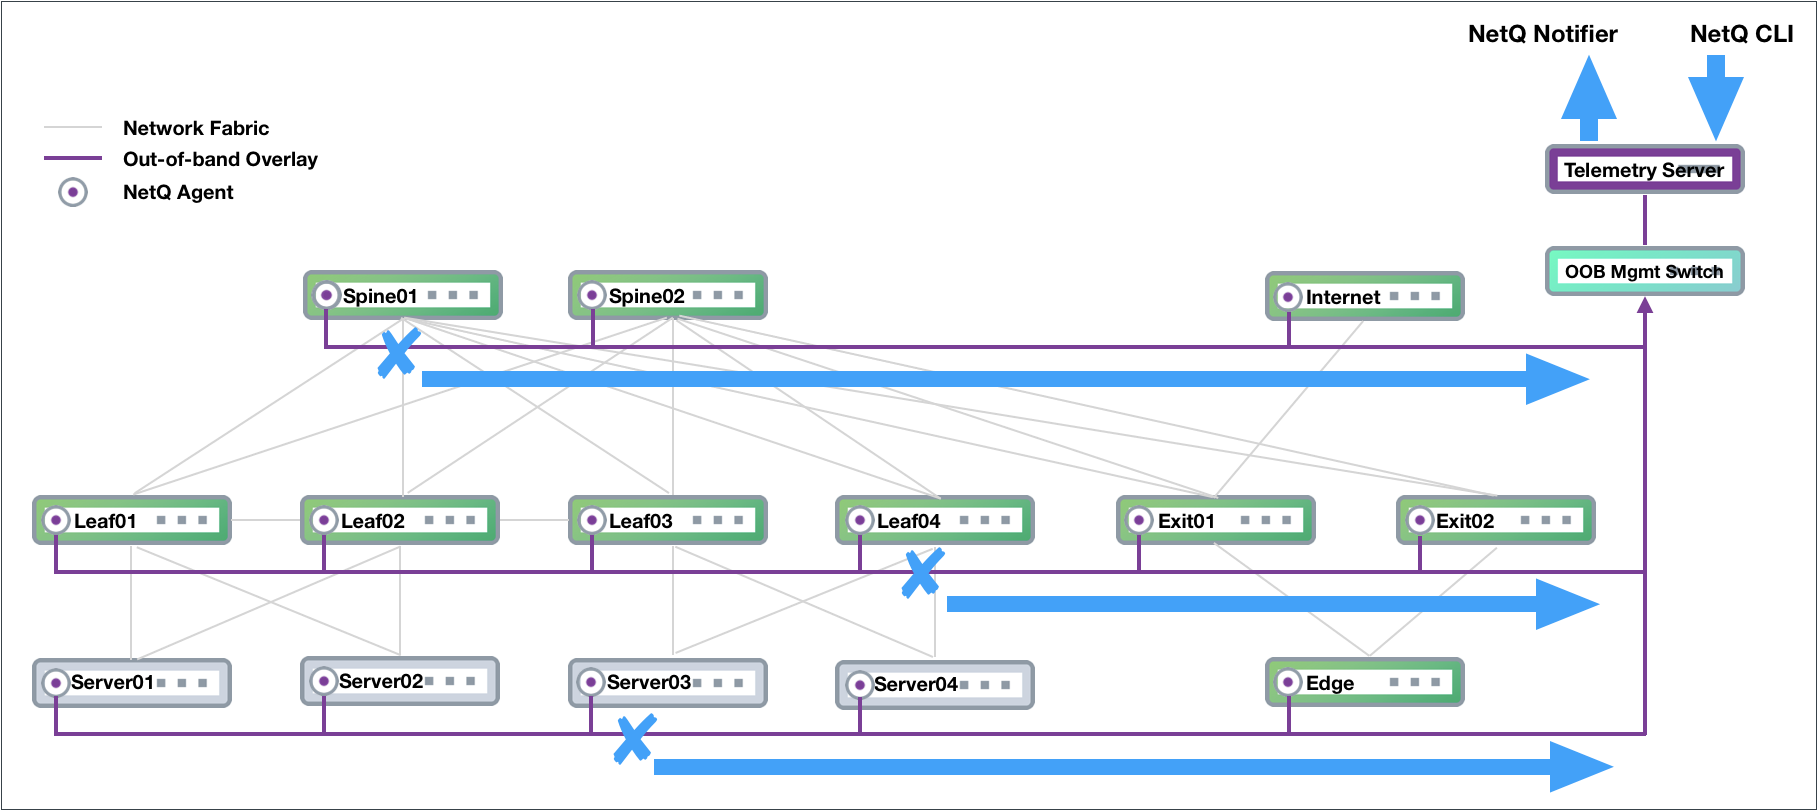 NetQ Notifier
NetQ CLI
Network Fabric
Out-of-band Overlay
NetQ Agent
Telemetry Server
OOB Mgmt Switch
Spine01
Spine02
Internet
Leaf01
Leaf02
Leaf03
Leaf04
Exit01
Exit02
Server01
Server02
Server03
Server04
Edge